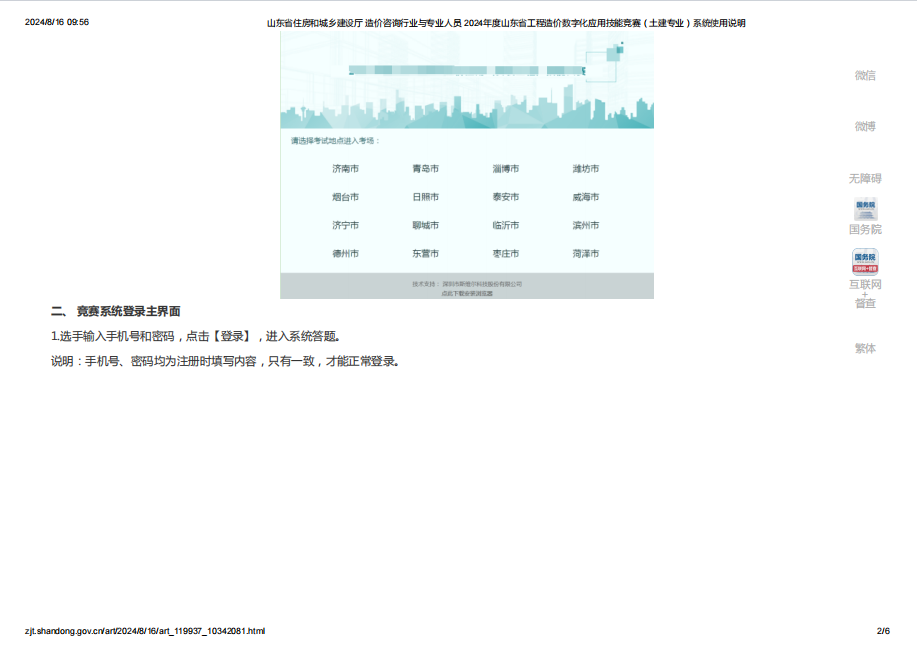 2024/8/16 09:56
山东省住房和城乡建设厅 造价咨询行业与专业人员 2024年度山东省工程造价数字化应用技能竞赛（土建专业）系统使用说明
微信
微博
无障碍
国务院
国务院
国务院
互联网+督查
互联网
+
督查
繁体
请选择考试地点进入考场：
济南市 青岛市 淄博市 潍坊市
烟台市 日照市 泰安市 威海市
济宁市 聊城市 临沂市 滨州市
德州市 东营市 枣庄市 菏泽市
技术支持： 深圳市斯维尔科技股份有限公司
点此下载安装浏览器
二、 竞赛系统登录主界面
1.选手输入手机号和密码，点击【登录】，进入系统答题。
说明：手机号、密码均为注册时填写内容，只有一致，才能正常登录。
zjt.shandong.gov.cn/art/2024/8/16/art_119937_10342081.html
2/6